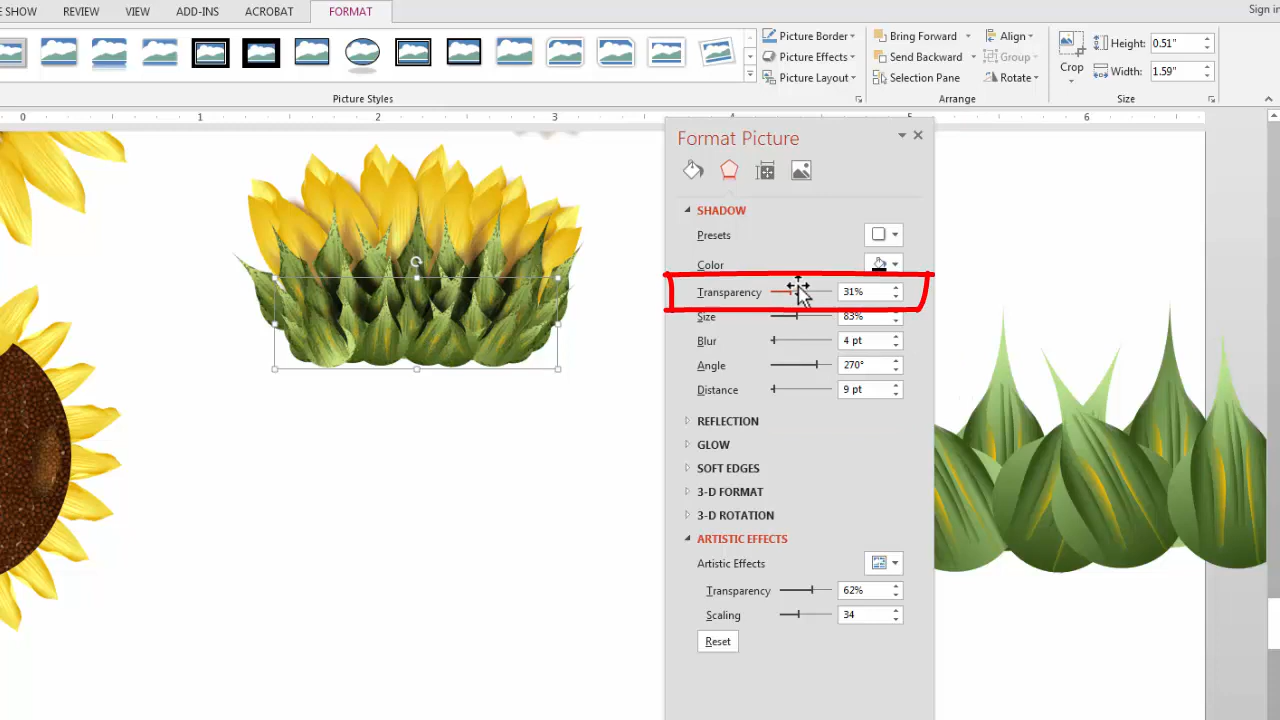 E SHOW REVIEW VIEW ADD-INS ACROBAT FORMAT Sign in
Picture Border
Picture Effects
Picture Layout
Bring Forward Align
Send Backward Group
Selection Pane Rotate
Crop
Height: 0.51"
Width: 1.59"
Picture Styles Arrange Size
0 1 2 3 4 5 6
Format Picture
SHADOW
Presets
Color
Transparency 31%
Size 83%
Blur 4 pt
Angle 270°
Distance 9 pt
REFLECTION
GLOW
SOFT EDGES
3-D FORMAT
3-D ROTATION
ARTISTIC EFFECTS
Artistic Effects
Transparency 62%
Scaling 34
Reset